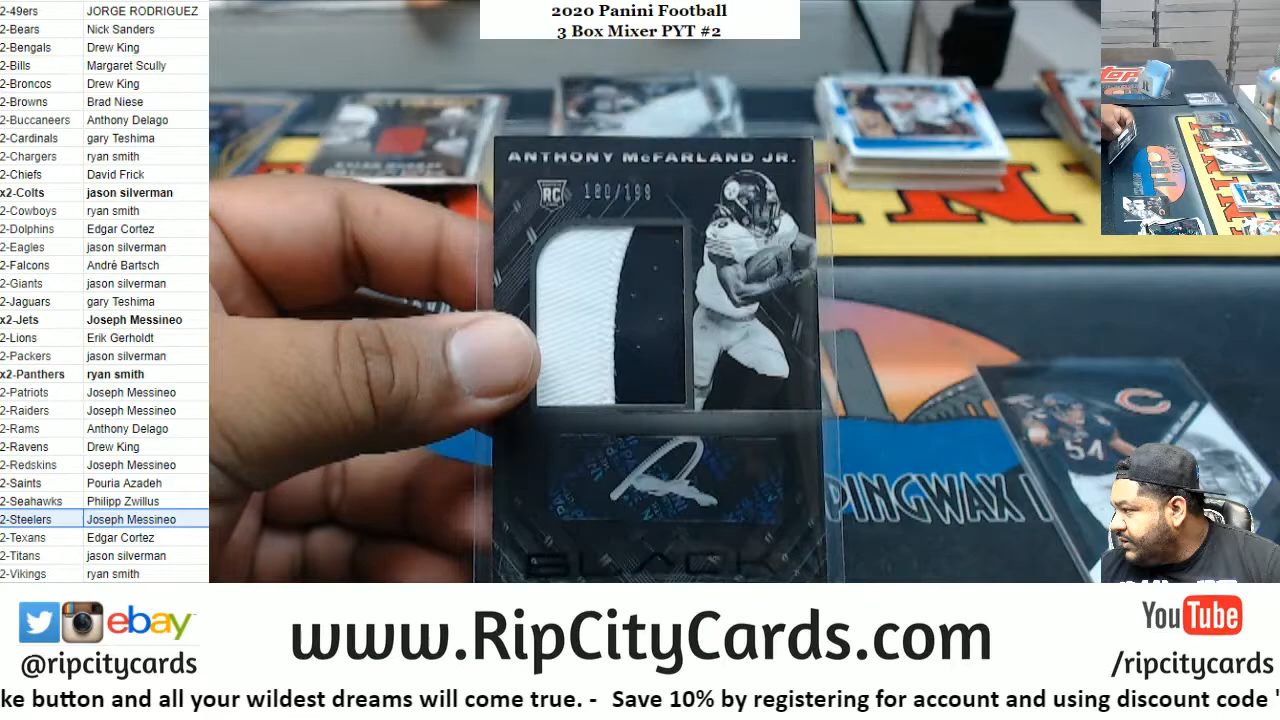 2020 Panini Football
3 Box Mixer PYT #2
2-49ers JORGE RODRIGUEZ
2-Bears Nick Sanders
2-Bengals Drew King
2-Bills Margaret Scully
2-Broncos Drew King
2-Browns Brad Niese
2-Buccaneers Anthony Delago
2-Cardinals gary Teshima
2-Chargers ryan smith
2-Chiefs David Frick
x2-Colts jason silverman
2-Cowboys ryan smith
2-Dolphins Edgar Cortez
2-Eagles jason silverman
2-Falcons André Bartsch
2-Giants jason silverman
2-Jaguars gary Teshima
x2-Jets Joseph Messineo
2-Lions Erik Gerholdt
2-Packers jason silverman
x2-Panthers ryan smith
2-Patriots Joseph Messineo
2-Raiders Joseph Messineo
2-Rams Anthony Delago
2-Ravens Drew King
2-Redskins Joseph Messineo
2-Saints Pouria Azadeh
2-Seahawks Philipp Zwillus
2-Steelers Joseph Messineo
2-Texans Edgar Cortez
2-Titans jason silverman
2-Vikings ryan smith
ANTHONY McFARLAND JR.
RC 180/199
BLACK
54
PINGWAX
ebay
@ripcitycards
www.RipCityCards.com
YouTube
/ripcitycards
ke button and all your wildest dreams will come true. - Save 10% by registering for account and using discount code '